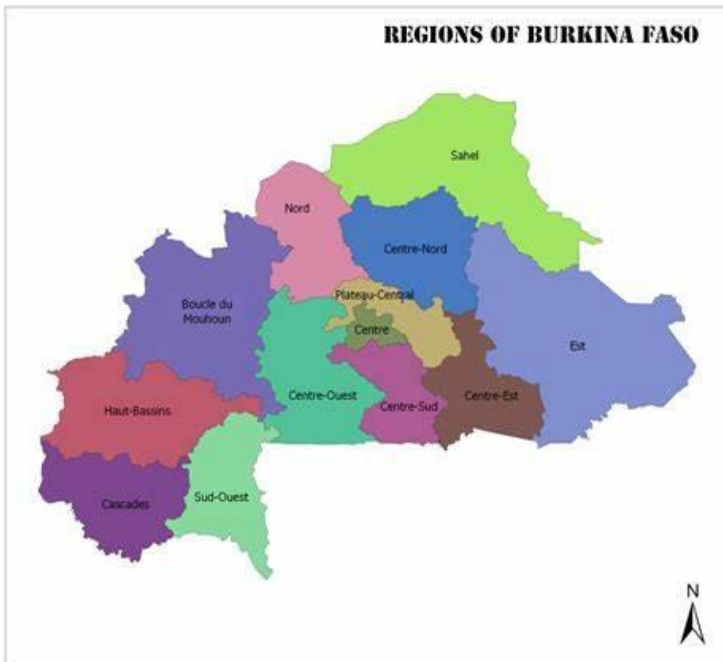 REGIONS OF BURKINA FASO
Sahel
Nord
Centre-Nord
Boucle du
Mouhoun
Plateau-Central
Centre
Est
Centre-Ouest
Centre-Sud
Centre-Est
Haut-Bassins
Cascades
Sud-Ouest
N